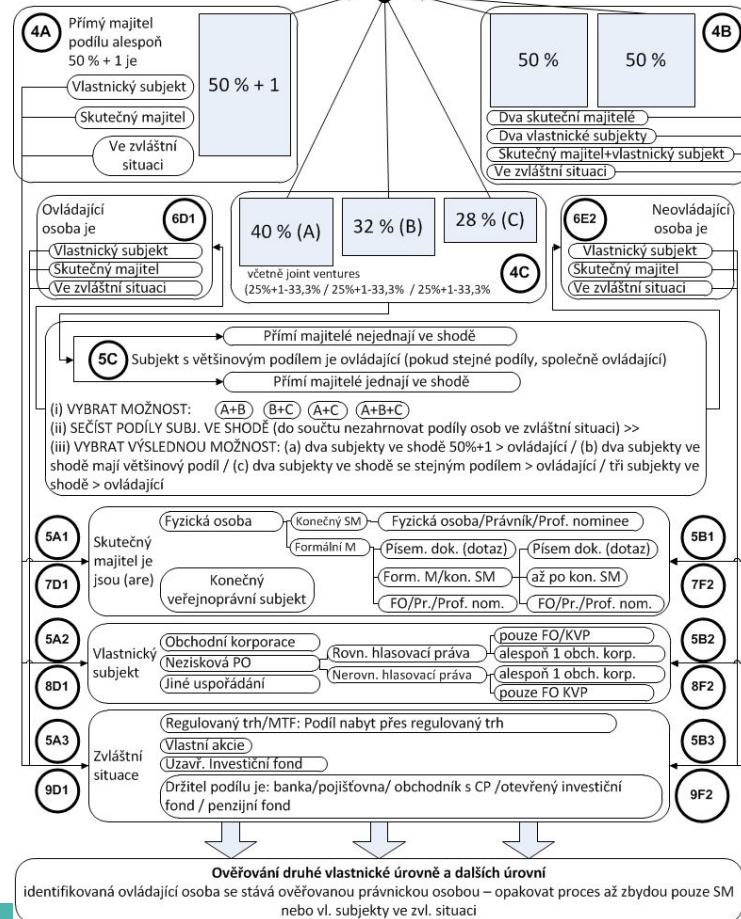 4A
Přímý majitel
podílu alespoň
50 % + 1 je
Vlastnický subjekt
Skutečný majitel
Ve zvláštní
situaci
50 % + 1
50 %
50 %
4B
Dva skuteční majitelé
Dva vlastnické subjekty
Skutečný majitel+vlastnický subjekt
Ve zvláštní situaci
Ovládající
osoba je
6D1
Vlastnický subjekt
Skutečný majitel
Ve zvláštní situaci
40 % (A)
32 % (B)
28 % (C)
včetně joint ventures
(25%+1-33,3% / 25%+1-33,3% / 25%+1-33,3%
4C
6E2
Neovládající
osoba je
Vlastnický subjekt
Skutečný majitel
Ve zvláštní situaci
Přímí majitelé nejednají ve shodě
5C
Subjekt s většinovým podílem je ovládající (pokud stejné podíly, společně ovládající)
Přímí majitelé jednají ve shodě
(i) VYBRAT MOŽNOST: A+B B+C A+C A+B+C
(ii) SEČÍST PODÍLY SUBJ. VE SHODĚ (do součtu nezahrnovat podíly osob ve zvláštní situaci) >>
(iii) VYBRAT VÝSLEDNOU MOŽNOST: (a) dva subjekty ve shodě 50%+1 > ovládající / (b) dva subjekty ve
shodě mají většinový podíl / (c) dva subjekty ve shodě se stejným podílem > ovládající / tři subjekty ve
shodě > ovládající
5A1
7D1
Skutečný
majitel je
jsou (are)
Fyzická osoba
Konečný SM
Fyzická osoba/Právník/Prof. nominee
Formální M
Písem. dok. (dotaz)
Písem dok. (dotaz)
Form. M/kon. SM
až po kon. SM
FO/Pr./Prof. nom.
FO/Pr./Prof. nom.
Konečný
veřejnoprávní subjekt
5B1
7F2
5A2
8D1
Vlastnický
subjekt
Obchodní korporace
Nezisková PO
Jiné uspořádání
Rovn. hlasovací práva
Nerovn. hlasovací práva
pouze FO/KVP
alespoň 1 obch. korp.
alespoň 1 obch. korp.
pouze FO KVP
5B2
8F2
5A3
9D1
Zvláštní
situace
Regulovaný trh/MTF: Podíl nabyt přes regulovaný trh
Vlastní akcie
Uzavř. Investiční fond
Držitel podílu je: banka/pojišťovna/ obchodník s CP /otevřený investiční
fond / penzijní fond
5B3
9F2
Ověřování druhé vlastnické úrovně a dalších úrovní
identifikovaná ovládající osoba se stává ověřovanou právnickou osobou – opakovat proces až zbydou pouze SM
nebo vl. subjekty ve zvl. situaci